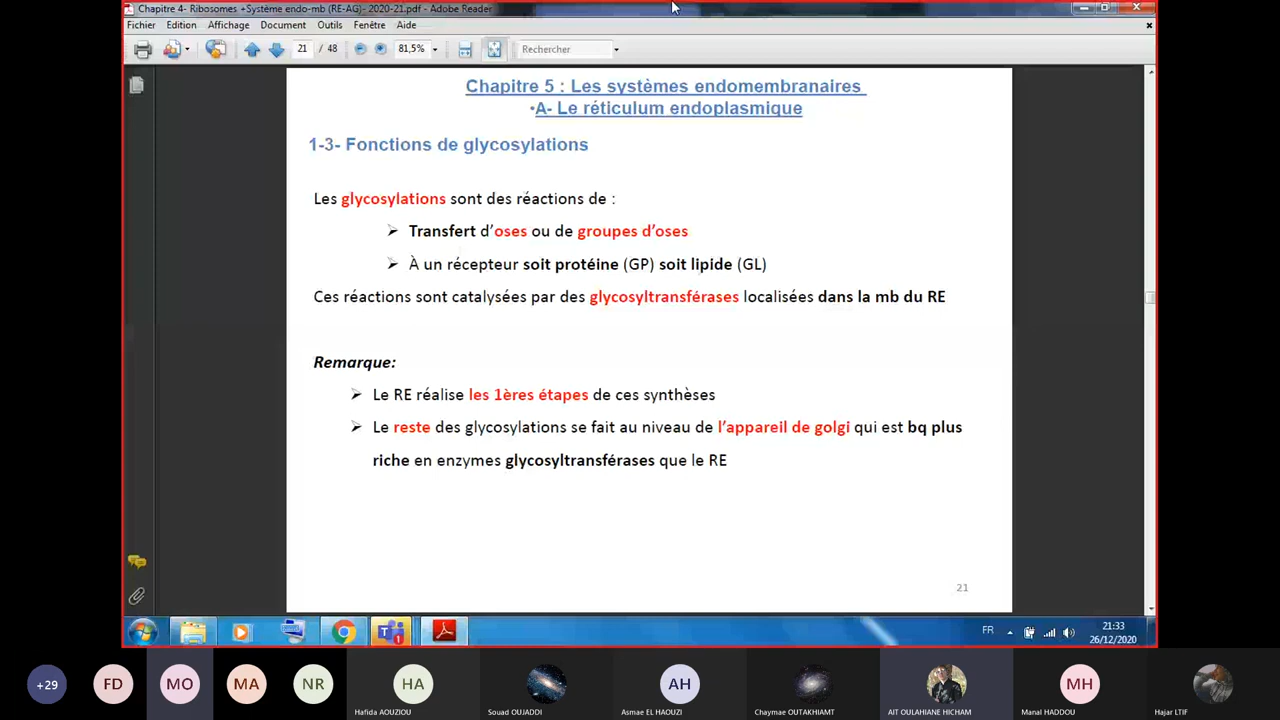 Chapitre 4- Ribosomes +Système endo-mb (RE-AG)- 2020-21.pdf - Adobe Reader
Fichier Edition Affichage Document Outils Fenêtre Aide
21 / 48 81,5% Rechercher
Chapitre 5 : Les systèmes endomembranaires
•A- Le réticulum endoplasmique
1-3- Fonctions de glycosylations
Les glycosylations sont des réactions de :
➢ Transfert d’oses ou de groupes d’oses
➢ À un récepteur soit protéine (GP) soit lipide (GL)
Ces réactions sont catalysées par des glycosyltransférases localisées dans la mb du RE
Remarque:
➢ Le RE réalise les 1ères étapes de ces synthèses
➢ Le reste des glycosylations se fait au niveau de l’appareil de golgi qui est bq plus
riche en enzymes glycosyltransférases que le RE
21
FR 21:33
26/12/2020
+29 FD MO MA NR HA AH MH
Hafida AOUZIOU Souad OUJADDI Asmae EL HAOUZI Chaymae OUTAKHIAMT AIT OULAHIANE HICHAM Manal HADDOU Hajar LTIF